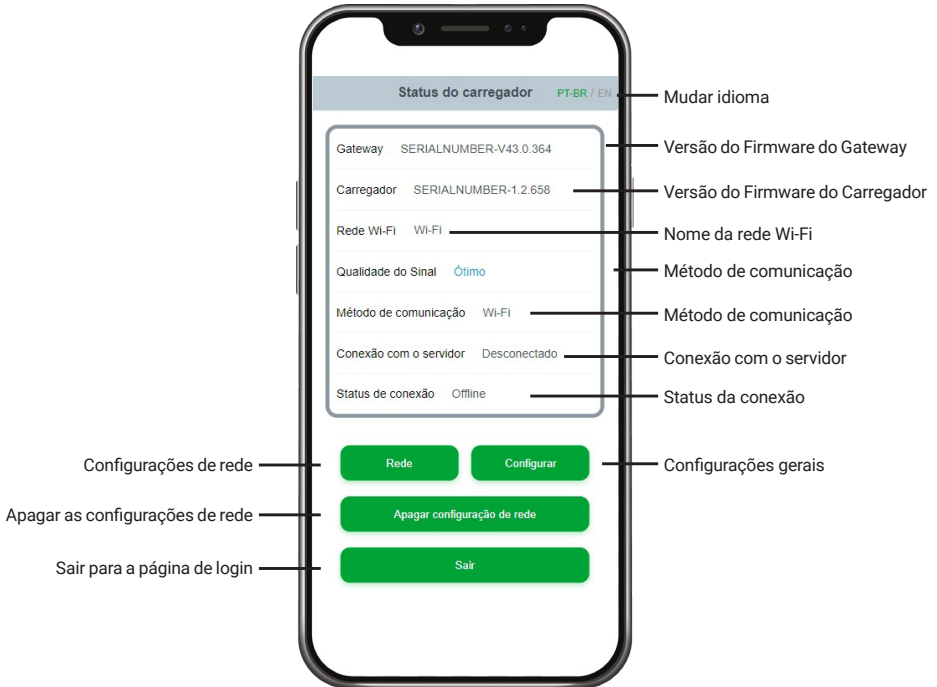 Status do carregador PT-BR / EN
Mudar idioma
Gateway SERIALNUMBER-V43.0.364
Versão do Firmware do Gateway
Carregador SERIALNUMBER-1.2.658
Versão do Firmware do Carregador
Rede Wi-Fi Wi-Fi
Nome da rede Wi-Fi
Qualidade do Sinal Ótimo
Método de comunicação
Método de comunicação Wi-Fi
Método de comunicação
Conexão com o servidor Desconectado
Conexão com o servidor
Status de conexão Offline
Status da conexão
Configurações de rede
Rede
Configurar
Configurações gerais
Apagar as configurações de rede
Apagar configuração de rede
Sair para a página de login
Sair